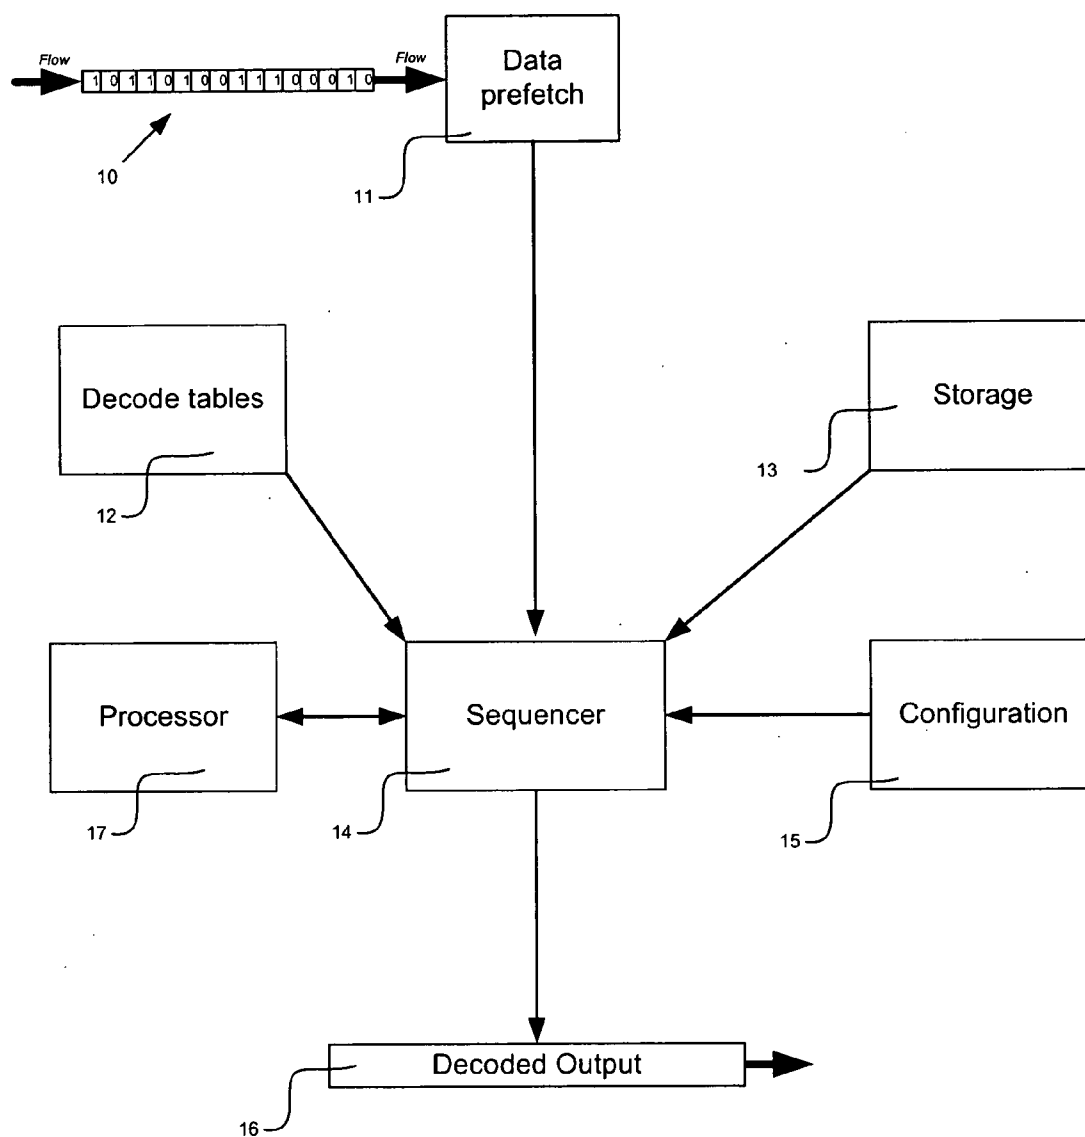 Flow
Flow
1 0 1 1 0 1 0 0 1 1 1 0 0 0 1 0
Data
prefetch
10
11
Decode tables
Storage
12
13
Processor
Sequencer
Configuration
17
14
15
Decoded Output
16